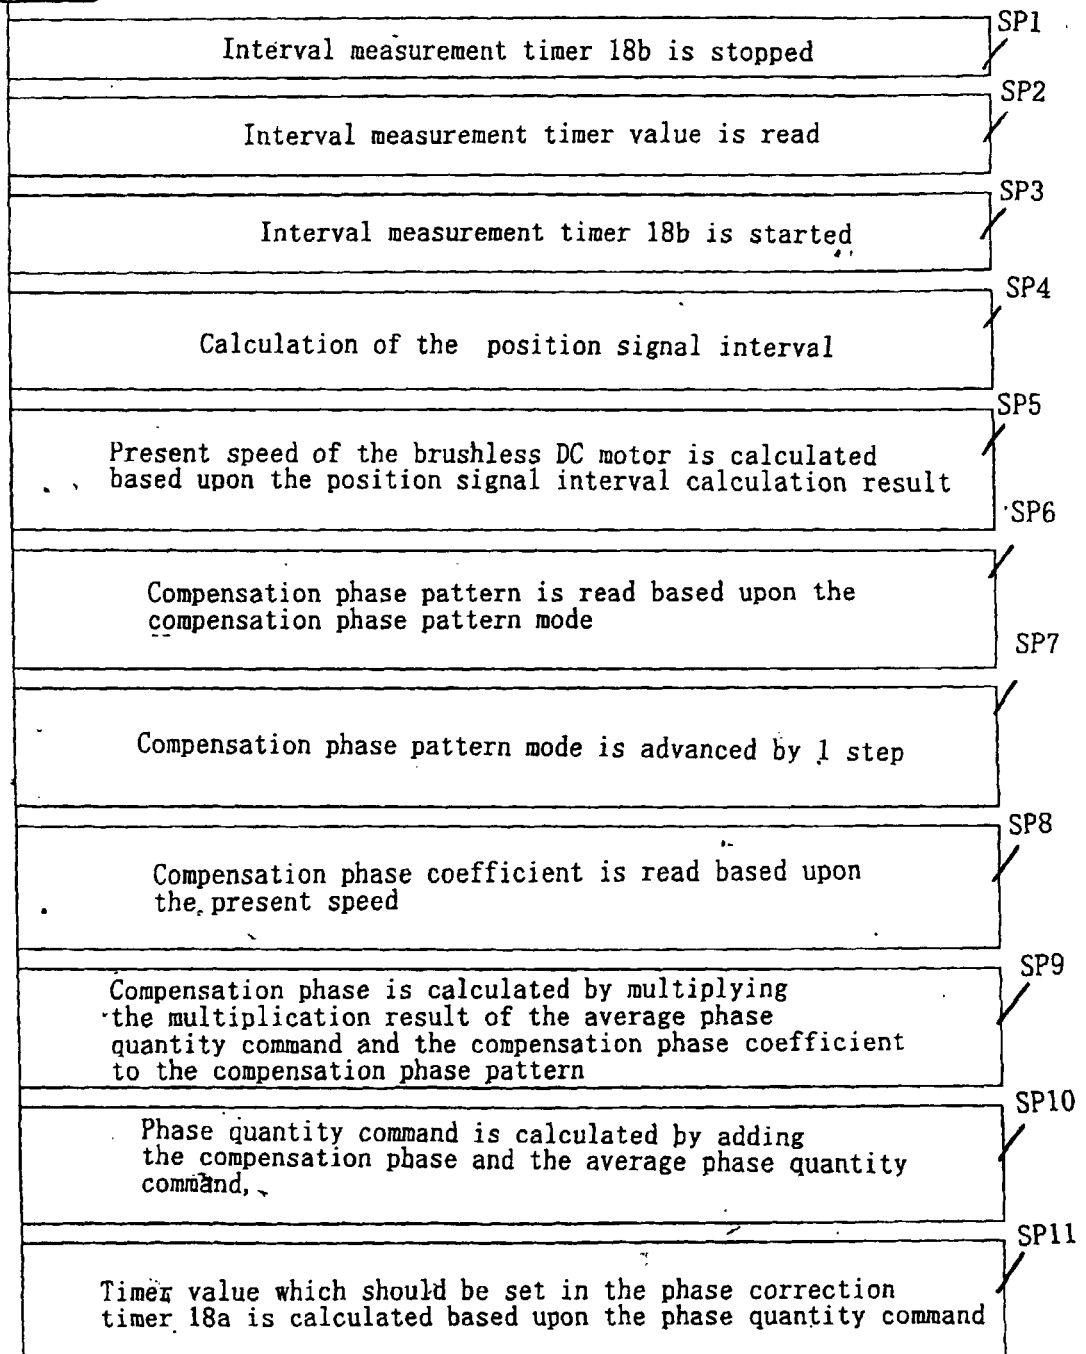 SP1
Interval measurement timer 18b is stopped
SP2
Interval measurement timer value is read
SP3
Interval measurement timer 18b is started
SP4
Calculation of the position signal interval
SP5
Present speed of the brushless DC motor is calculated
based upon the position signal interval calculation result
SP6
Compensation phase pattern is read based upon the
compensation phase pattern mode
SP7
Compensation phase pattern mode is advanced by 1 step
SP8
Compensation phase coefficient is read based upon
the present speed
SP9
Compensation phase is calculated by multiplying
the multiplication result of the average phase
quantity command and the compensation phase coefficient
to the compensation phase pattern
SP10
Phase quantity command is calculated by adding
the compensation phase and the average phase quantity
command,
SP11
Timer value which should be set in the phase correction
timer 18a is calculated based upon the phase quantity command